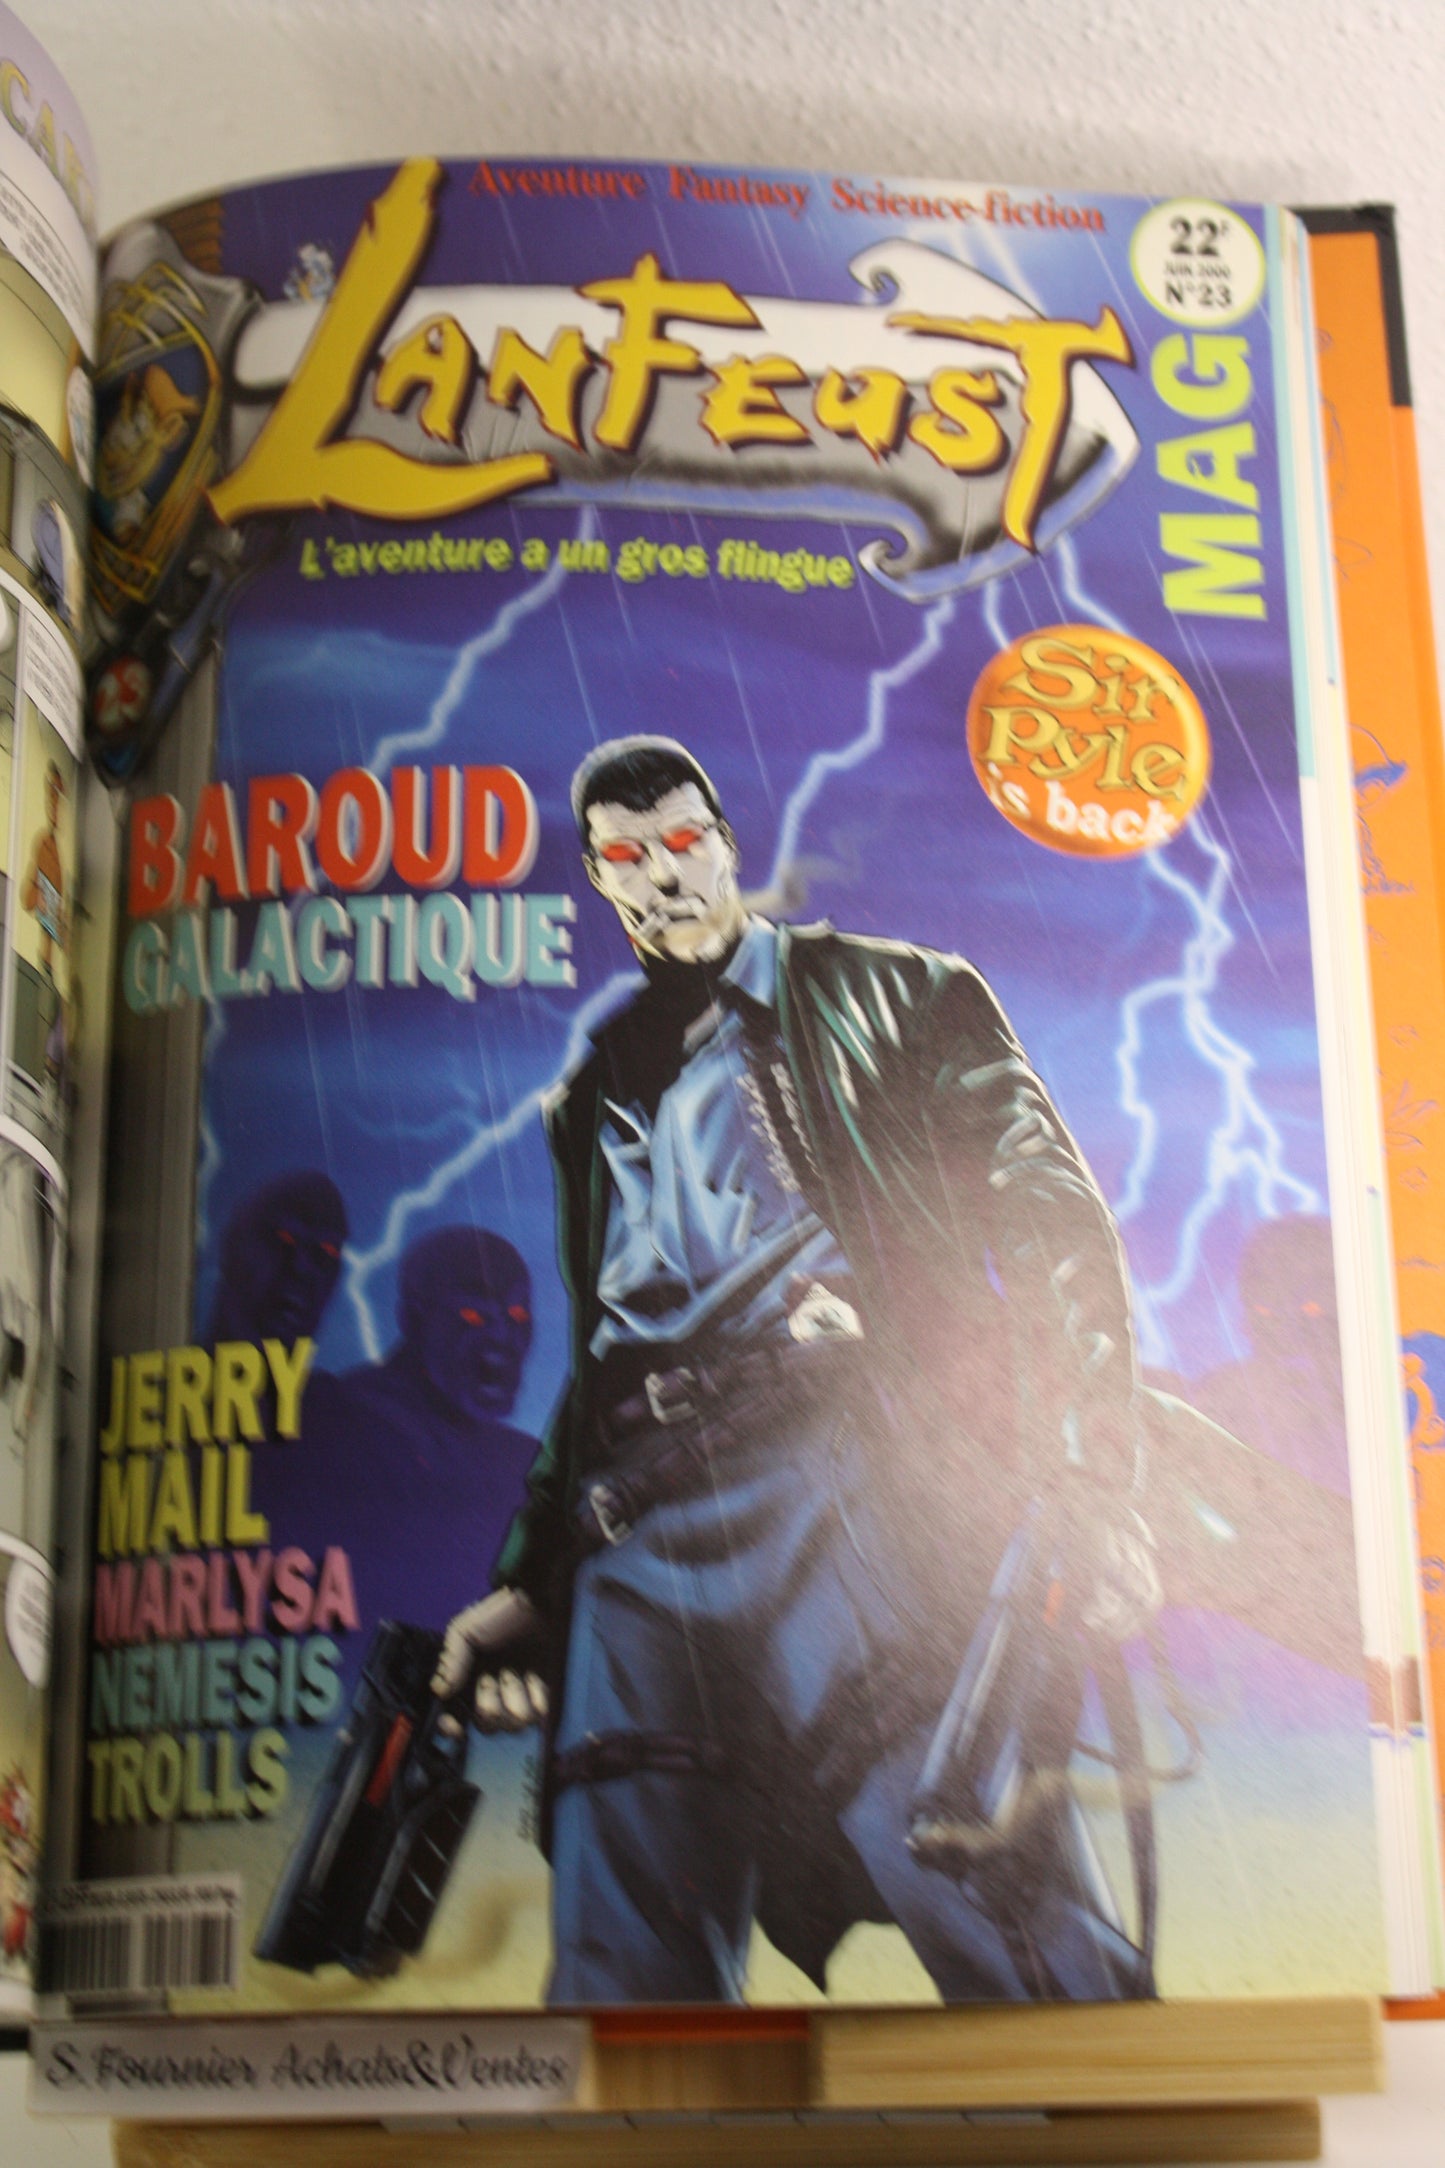 Aventure Fantasy Science-fiction
22F
JUIN 2000
N°23
LANFEUST
MAG
L'aventure a un gros flingue
23
Sir
Pyle
is back
BAROUD
GALACTIQUE
JERRY
MAIL
MARLYSA
NEMESIS
TROLLS
S. Fournier Achats&Ventes